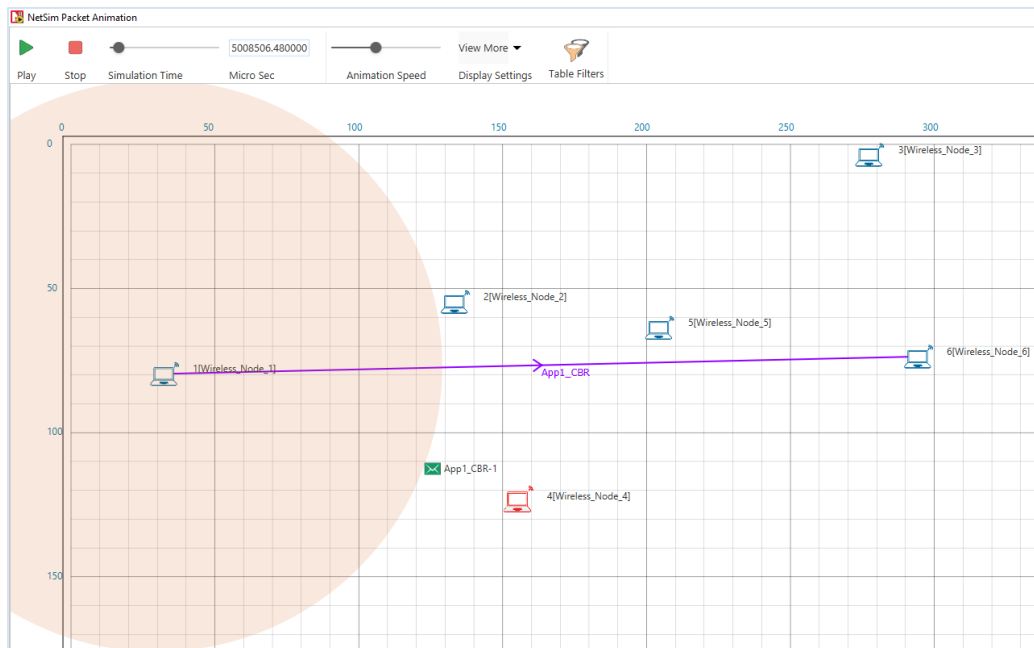 NetSim Packet Animation
5008506.480000 View More
Play Stop Simulation Time Micro Sec Animation Speed Display Settings Table Filters
0 50 100 150 200 250 300
0
3[Wireless_Node_3]
50
2[Wireless_Node_2]
5[Wireless_Node_5]
6[Wireless_Node_6]
1[Wireless_Node_1]
App1_CBR
100
App1_CBR-1
4[Wireless_Node_4]
150